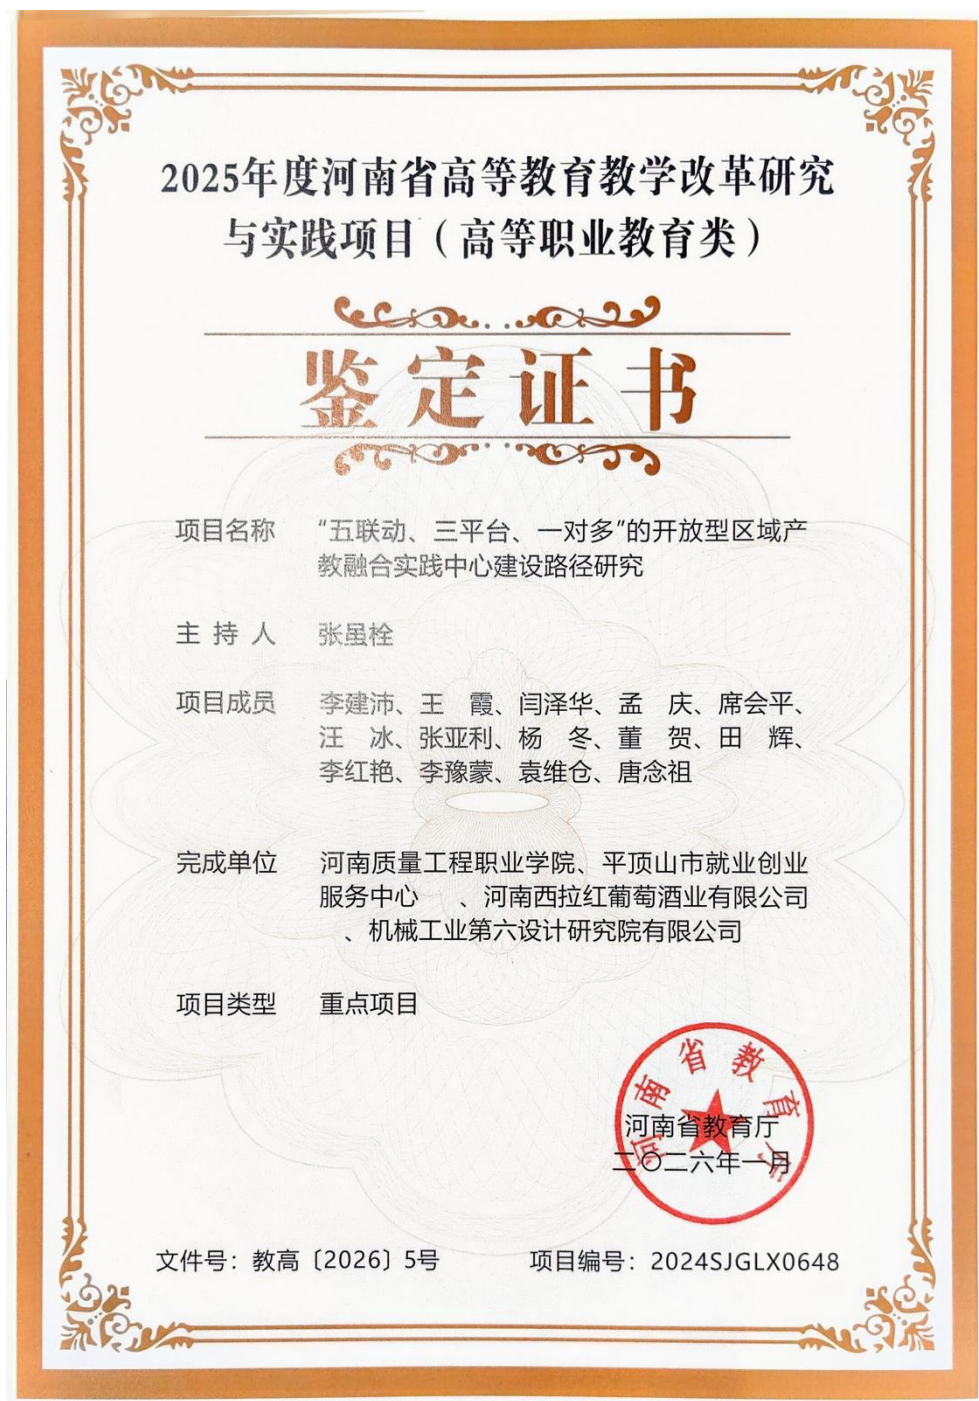 2025年度河南省高等教育教学改革研究
与实践项目（高等职业教育类）
鉴定证书
项目名称 “五联动、三平台、一对多”的开放型区域产
教融合实践中心建设路径研究
主持人 张虽栓
项目成员 李建沛、王 霞、闫泽华、孟 庆、席会平、
汪 冰、张亚利、杨 冬、董 贺、田 辉、
李红艳、李豫蒙、袁维仓、唐念祖
完成单位 河南质量工程职业学院、平顶山市就业创业
服务中心 、河南西拉红葡萄酒业有限公司
、机械工业第六设计研究院有限公司
项目类型 重点项目
河南省教育厅
河南省教育厅
二〇二六年一月
文件号：教高〔2026〕5号 项目编号：2024SJGLX0648